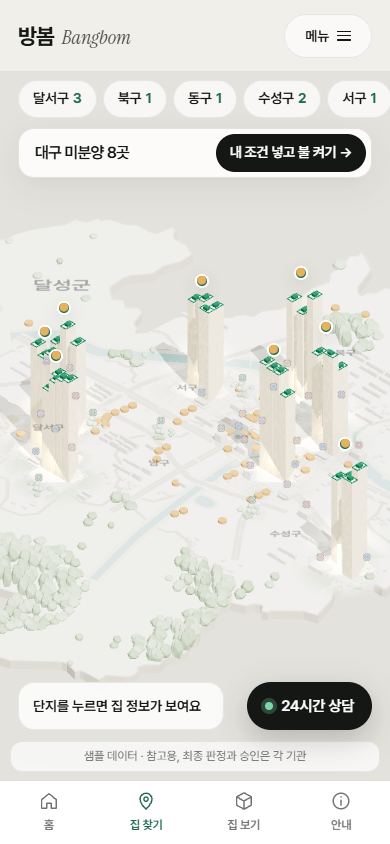 방봄 Bangbom
메뉴
달서구 3 북구 1 동구 1 수성구 2 서구 1
대구 미분양 8곳
내 조건 넣고 불 켜기 →
달성군
북구
서구
달서구
남구
수성구
단지를 누르면 집 정보가 보여요
24시간 상담
샘플 데이터 · 참고용, 최종 판정과 승인은 각 기관
홈 집 찾기 집 보기 안내